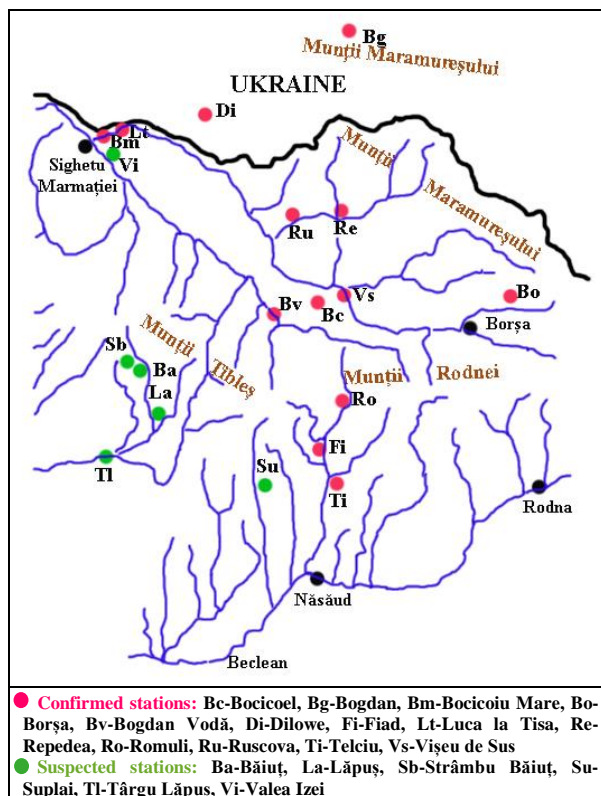 Bg
Munții Maramureșului
UKRAINE
Di
Lt
Bm
Vi
Sighetu
Marmației
Munții
Maramureșului
Ru
Re
Bo
Vs
Bc
Bv
Borșa
Munții
Țibleș
Sb
Ba
La
Munții
Rodnei
Ro
Fi
Su
Ti
Tl
Rodna
Năsăud
Beclean
Confirmed stations: Bc-Bocicoel, Bg-Bogdan, Bm-Bocicoiu Mare, Bo-
Borșa, Bv-Bogdan Vodă, Di-Dilowe, Fi-Fiad, Lt-Luca la Tisa, Re-
Repedea, Ro-Romuli, Ru-Ruscova, Ti-Telciu, Vs-Vișeu de Sus
Suspected stations: Ba-Băiuț, La-Lăpuș, Sb-Strâmbu Băiuț, Su-
Suplai, Tl-Târgu Lăpuș, Vi-Valea Izei